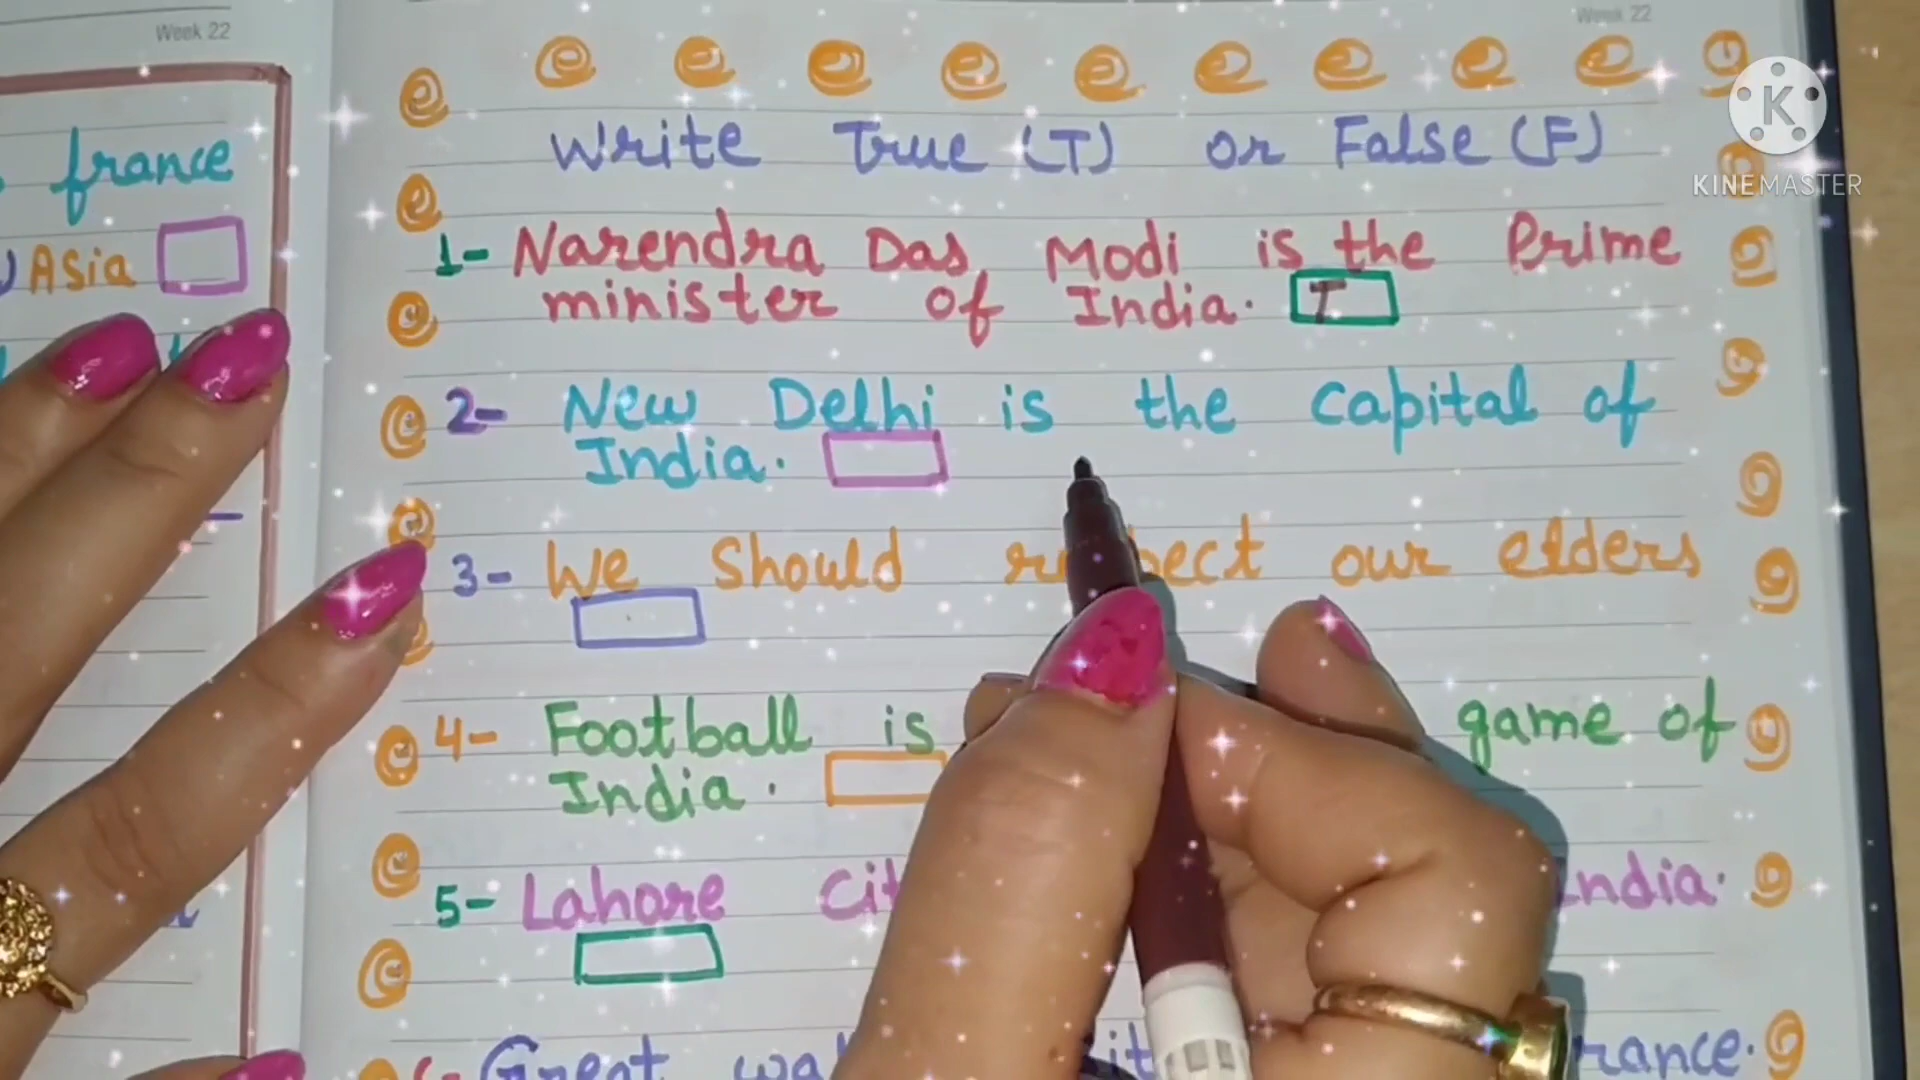 Week 22
france
Asia
Week 22
Write True (T) or False (F)
1- Narendra Das Modi is the Prime
minister of India. T
2- New Delhi is the capital of
India.
3- We should our elders
4- Football is game of
India.
5- Lahore India.
Great
KINEMASTER